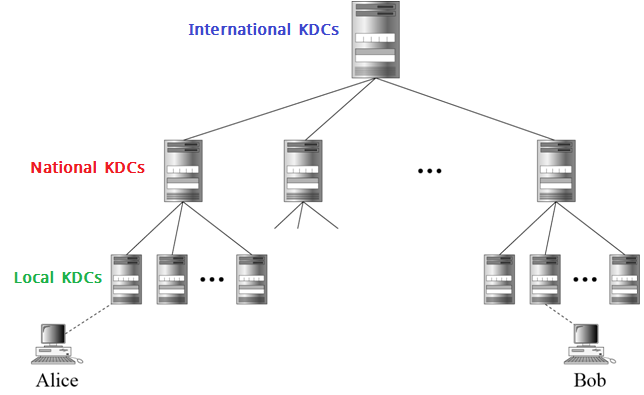 International KDCs
National KDCs
...
Local KDCs
...
...
Alice
Bob